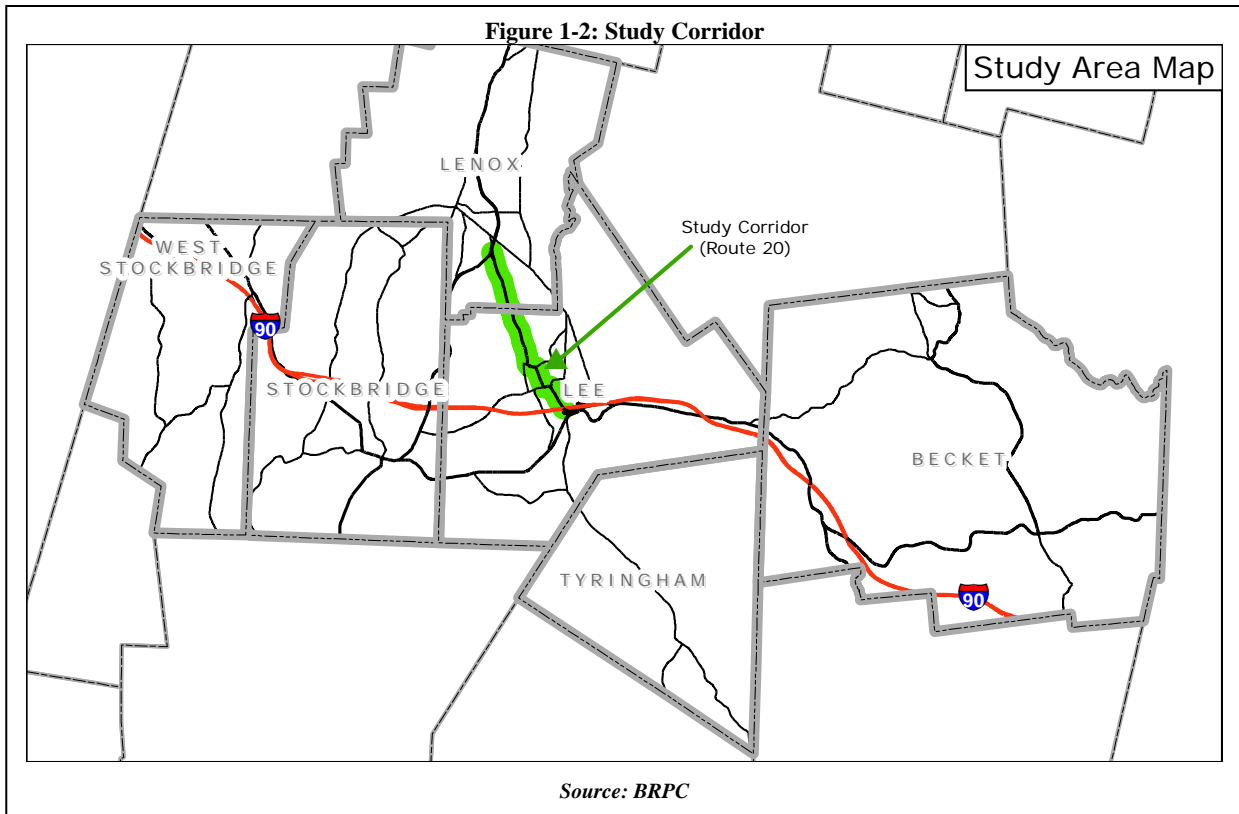 Figure 1-2: Study Corridor
Study Area Map
LENOX
Study Corridor
(Route 20)
WEST
STOCKBRIDGE
90
STOCKBRIDGE
LEE
BECKET
TYRINGHAM
90
Source: BRPC